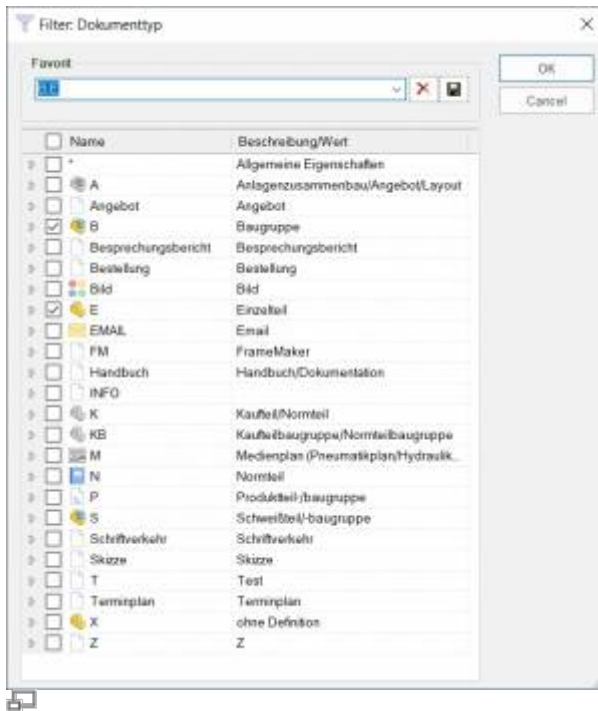 Filter: Dokumenttyp
Favorit
B,E
OK
Cancel
Name Beschreibung/Wert
* Allgemeine Eigenschaften
A Anlagenzusammenbau/Angebot/Layout
Angebot Angebot
B Baugruppe
Besprechungsbericht Besprechungsbericht
Bestellung Bestellung
Bild Bild
E Einzelteil
EMAIL Email
FM FrameMaker
Handbuch Handbuch/Dokumentation
INFO
K Kaufteil/Normteil
KB Kaufteilbaugruppe/Normteilbaugruppe
M Medienplan (Pneumatikplan/Hydraulik...
N Normteil
P Produktteil-/baugruppe
S Schweißteil/-baugruppe
Schriftverkehr Schriftverkehr
Skizze Skizze
T Test
Terminplan Terminplan
X ohne Definition
Z Z